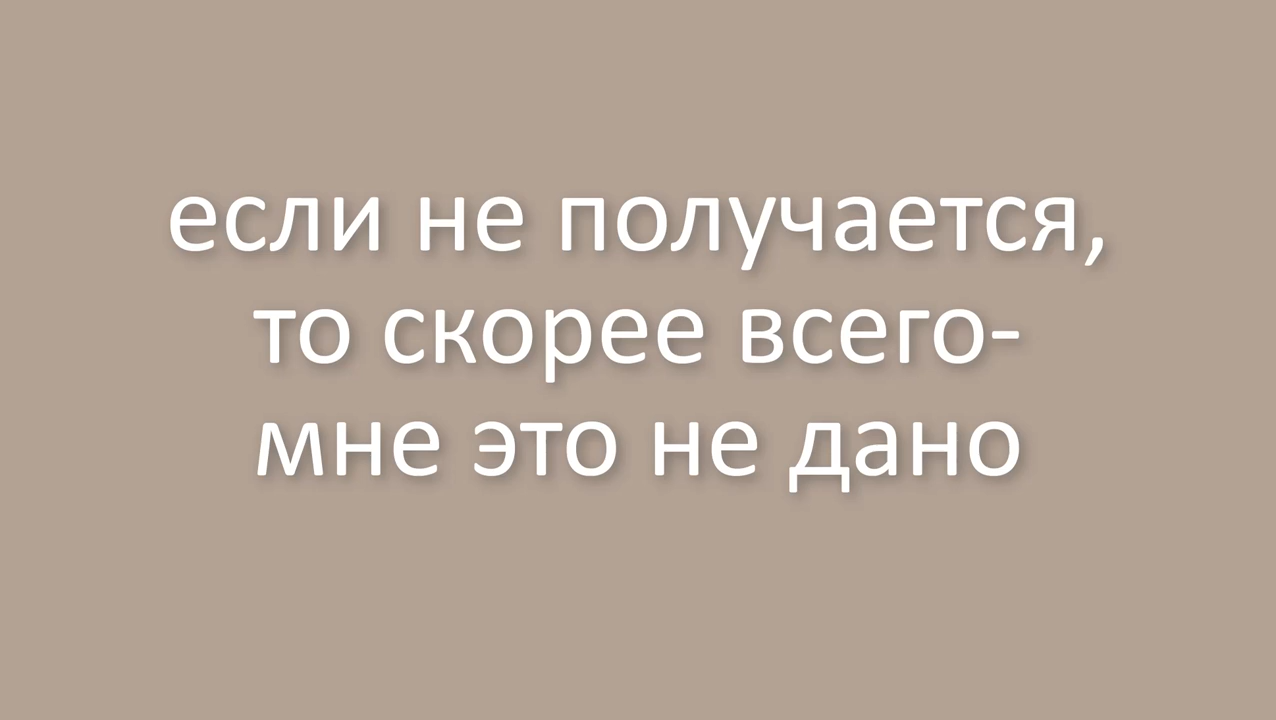 если не получается,
то скорее всего-
мне это не дано